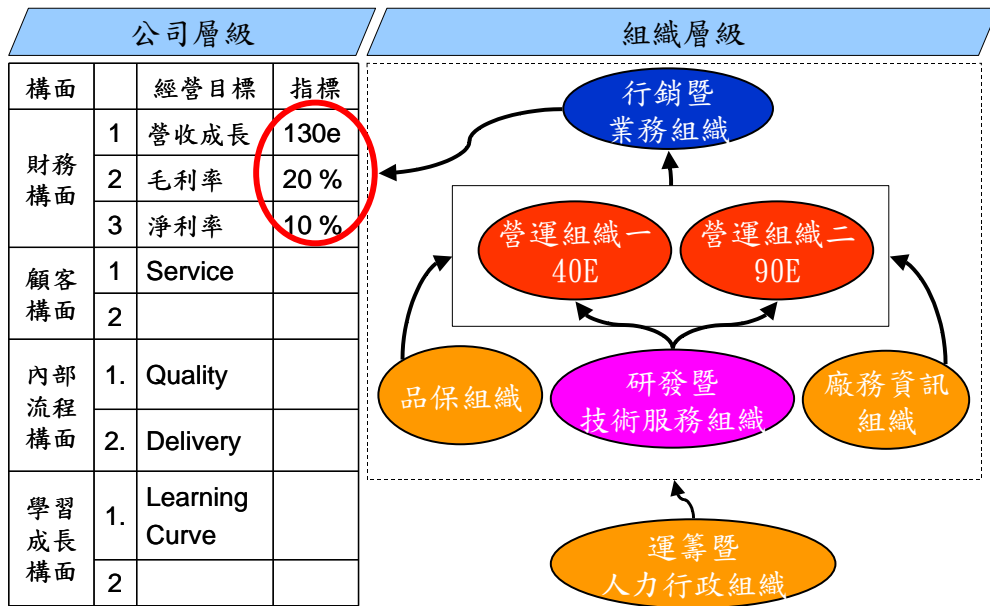 公司層級
組織層級
構面 經營目標 指標
財務
構面
1 營收成長 130e
2 毛利率 20 %
3 淨利率 10 %
顧客
構面
1 Service
2
內部
流程
構面
1. Quality
2. Delivery
學習
成長
構面
1. Learning
Curve
2
行銷暨
業務組織
營運組織一
40E
營運組織二
90E
品保組織
研發暨
技術服務組織
廠務資訊
組織
運籌暨
人力行政組織